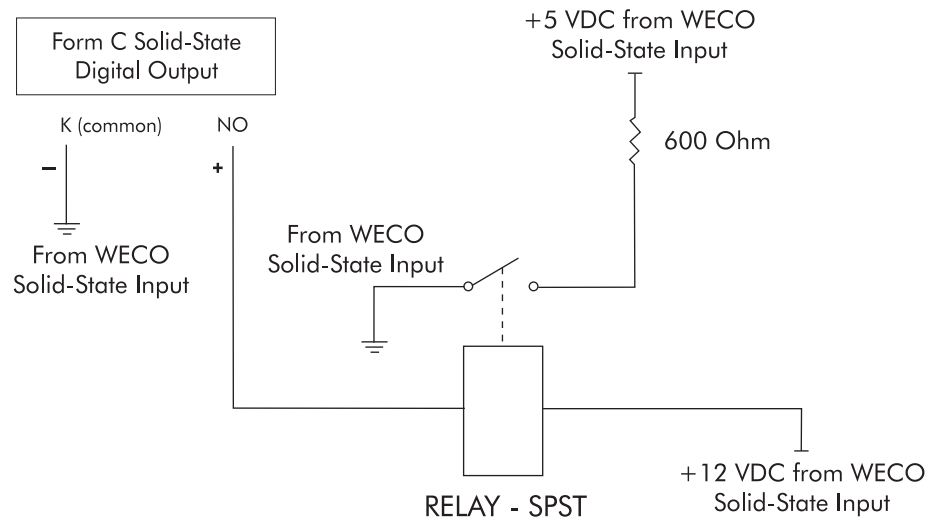 Form C Solid-State
Digital Output
K (common)
NO
−
+
From WECO
Solid-State Input
+5 VDC from WECO
Solid-State Input
600 Ohm
From WECO
Solid-State Input
RELAY - SPST
+12 VDC from WECO
Solid-State Input